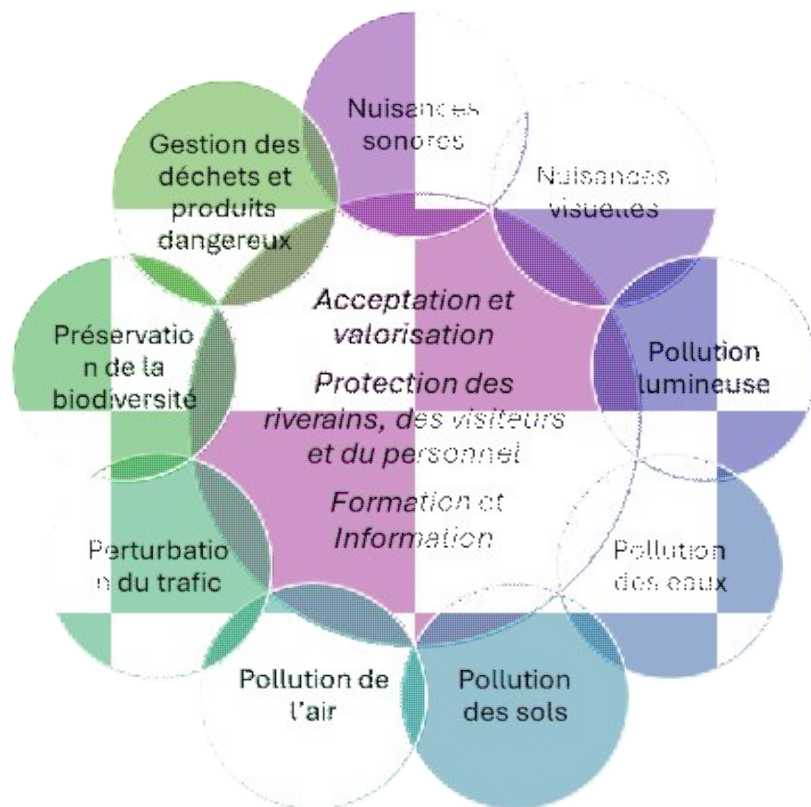 Nuisances
sonores
Nuisances
visuelles
Pollution
lumineuse
Pollution
des eaux
Pollution
des sols
Pollution de
l'air
Perturbatio
n du trafic
Préservatio
n de la
biodiversité
Gestion des
déchets et
produits
dangereux
Acceptation et
valorisation
Protection des
riverains, des visiteurs
et du personnel
Formation et
Information